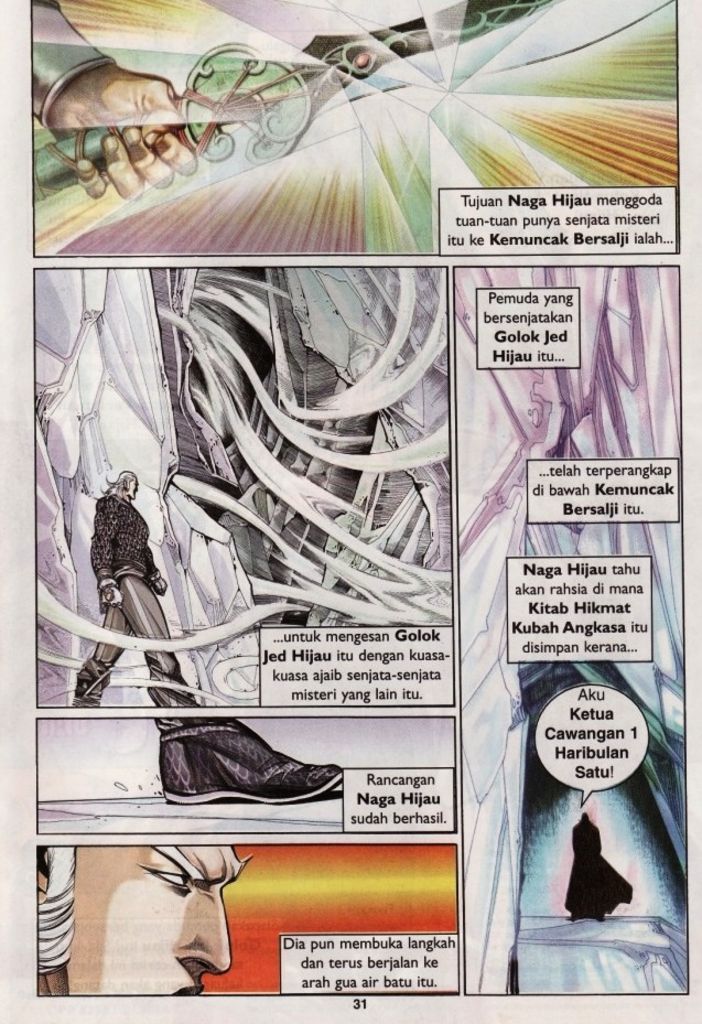 Tujuan Naga Hijau menggoda
tuan-tuan punya senjata misteri
itu ke Kemuncak Bersalji ialah...
...untuk mengesan Golok
Jed Hijau itu dengan kuasa-
kuasa ajaib senjata-senjata
misteri yang lain itu.
Rancangan
Naga Hijau
sudah berhasil.
Dia pun membuka langkah
dan terus berjalan ke
arah gua air batu itu.
Pemuda yang
bersenjatakan
Golok Jed
Hijau itu...
...telah terperangkap
di bawah Kemuncak
Bersalji itu.
Naga Hijau tahu
akan rahsia di mana
Kitab Hikmat
Kubah Angkasa itu
disimpan kerana...
Aku
Ketua
Cawangan 1
Haribulan
Satu!
31